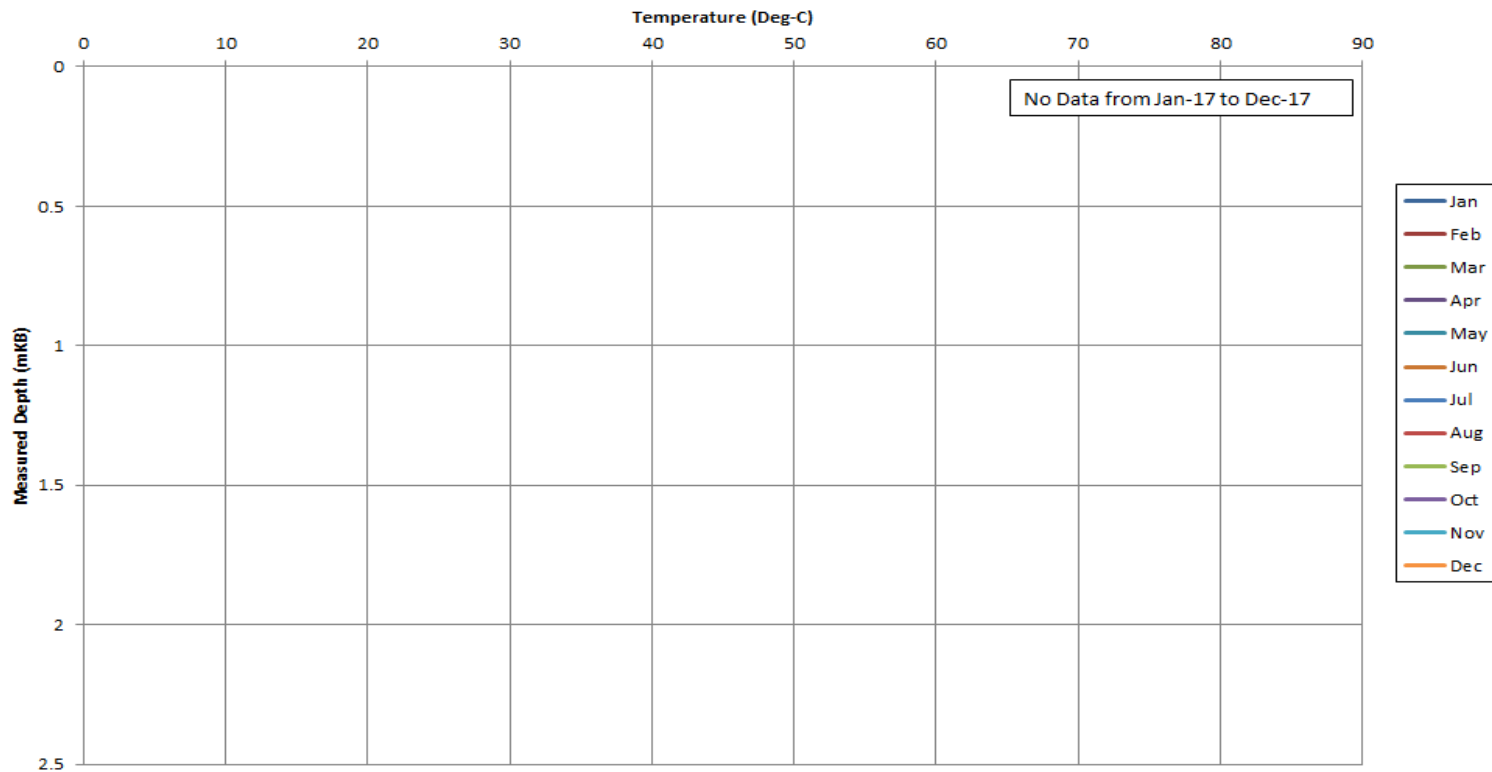 Temperature (Deg-C)
0 10 20 30 40 50 60 70 80 90
0
No Data from Jan-17 to Dec-17
0.5
1
1.5
2
2.5
Measured Depth (mKB)
Jan
Feb
Mar
Apr
May
Jun
Jul
Aug
Sep
Oct
Nov
Dec